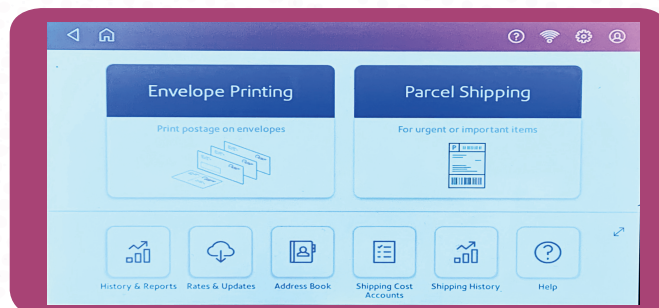 Envelope Printing
Print postage on envelopes
Parcel Shipping
For urgent or important items
P
History & Reports
Rates & Updates
Address Book
Shipping Cost
Accounts
Shipping History
Help